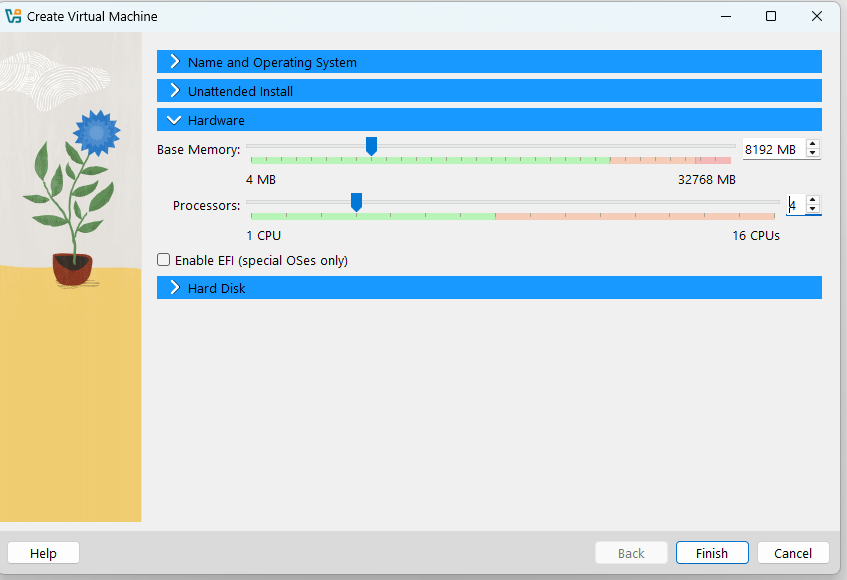 Create Virtual Machine
Name and Operating System
Unattended Install
Hardware
Base Memory: 8192 MB
4 MB 32768 MB
Processors: 4
1 CPU 16 CPUs
Enable EFI (special OSes only)
Hard Disk
Help Back Finish Cancel